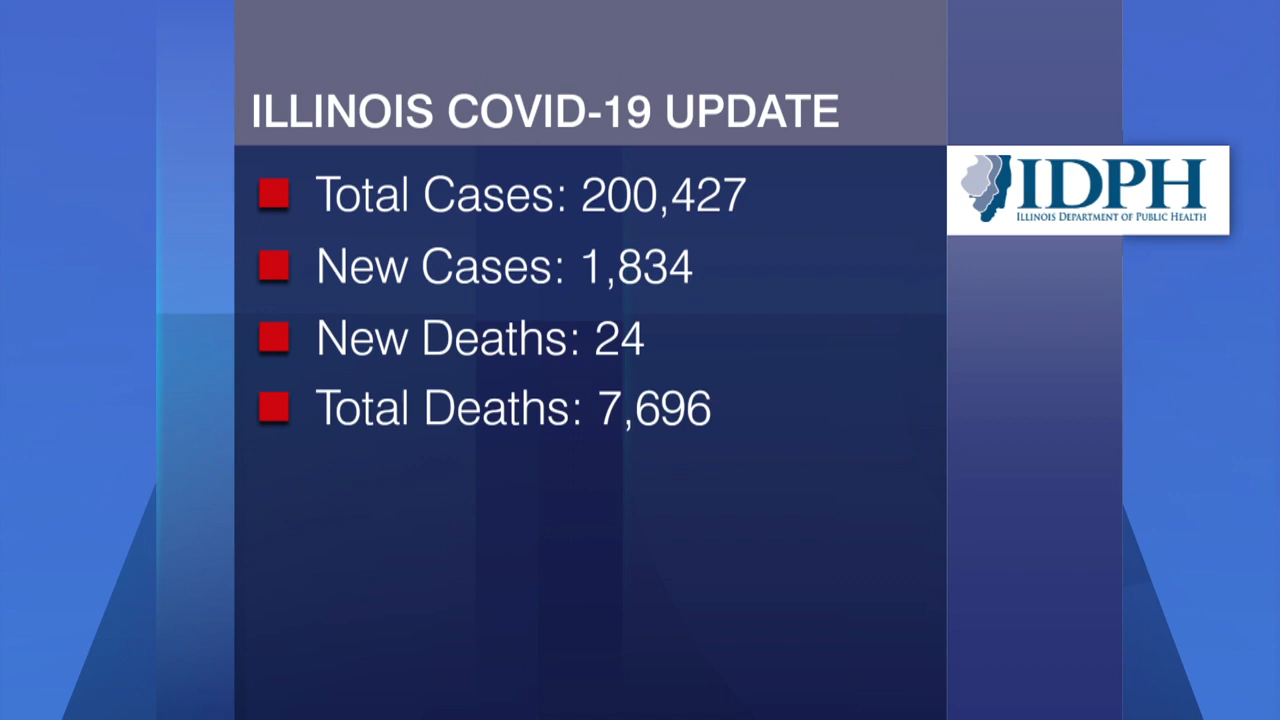 ILLINOIS COVID-19 UPDATE
Total Cases: 200,427
New Cases: 1,834
New Deaths: 24
Total Deaths: 7,696
IDPH
ILLINOIS DEPARTMENT OF PUBLIC HEALTH